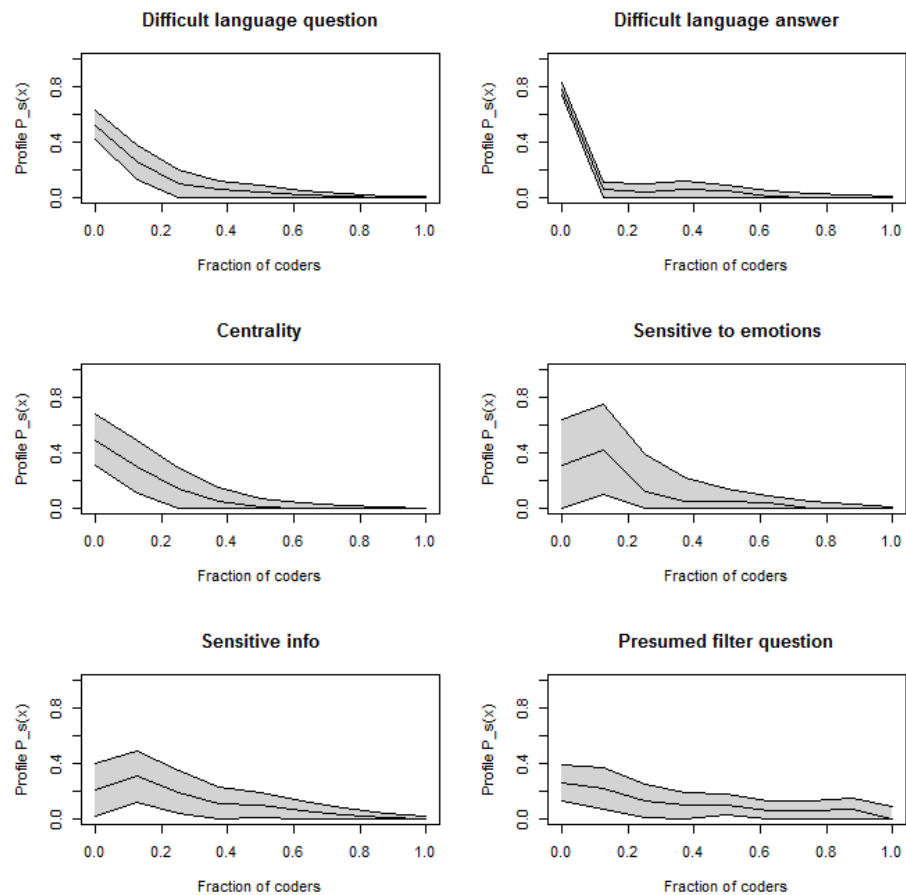 Difficult language question
Profile P_s(x)
0.0 0.4 0.8
0.0 0.2 0.4 0.6 0.8 1.0
Fraction of coders
Difficult language answer
Profile P_s(x)
0.0 0.4 0.8
0.0 0.2 0.4 0.6 0.8 1.0
Fraction of coders
Centrality
Profile P_s(x)
0.0 0.4 0.8
0.0 0.2 0.4 0.6 0.8 1.0
Fraction of coders
Sensitive to emotions
Profile P_s(x)
0.0 0.4 0.8
0.0 0.2 0.4 0.6 0.8 1.0
Fraction of coders
Sensitive info
Profile P_s(x)
0.0 0.4 0.8
0.0 0.2 0.4 0.6 0.8 1.0
Fraction of coders
Presumed filter question
Profile P_s(x)
0.0 0.4 0.8
0.0 0.2 0.4 0.6 0.8 1.0
Fraction of coders